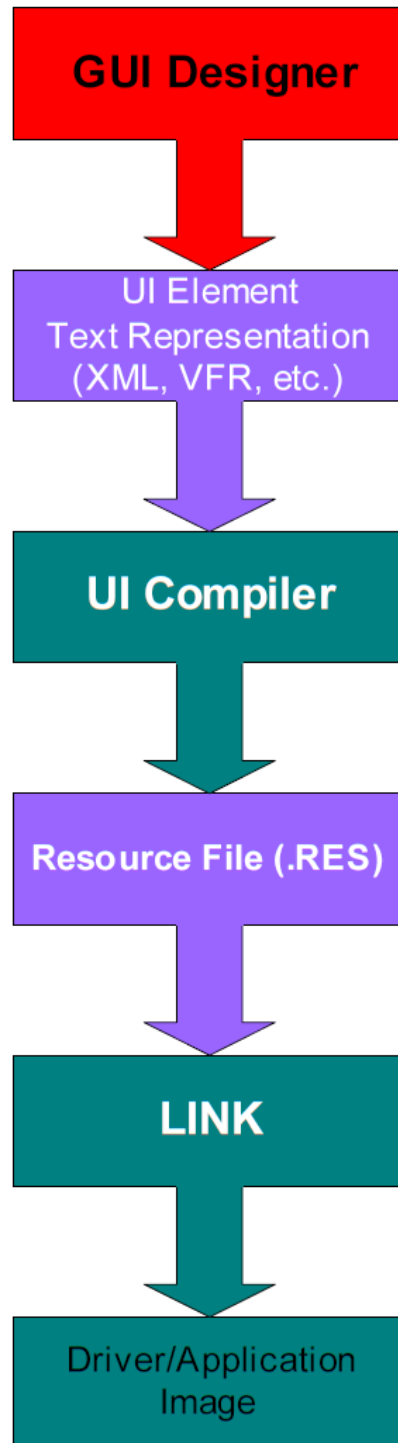 GUI Designer
UI Element
Text Representation
(XML, VFR, etc.)
UI Compiler
Resource File (.RES)
LINK
Driver/Application
Image